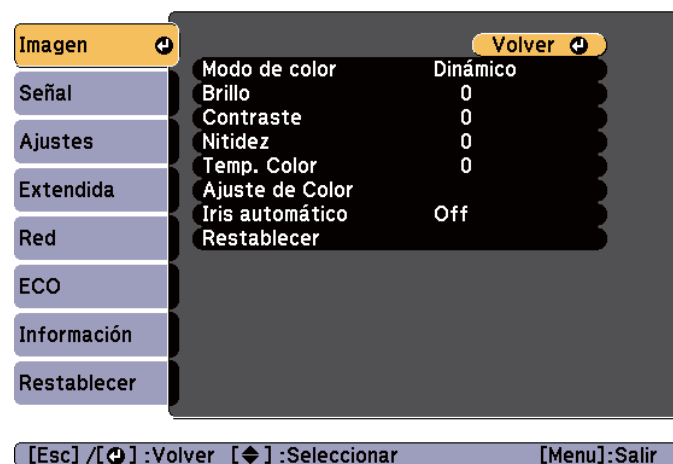 Imagen
Señal
Ajustes
Extendida
Red
ECO
Información
Restablecer
Volver
Modo de color Dinámico
Brillo 0
Contraste 0
Nitidez 0
Temp. Color 0
Ajuste de Color
Iris automático Off
Restablecer
[Esc] /[ ] :Volver [ ] :Seleccionar [Menu]:Salir